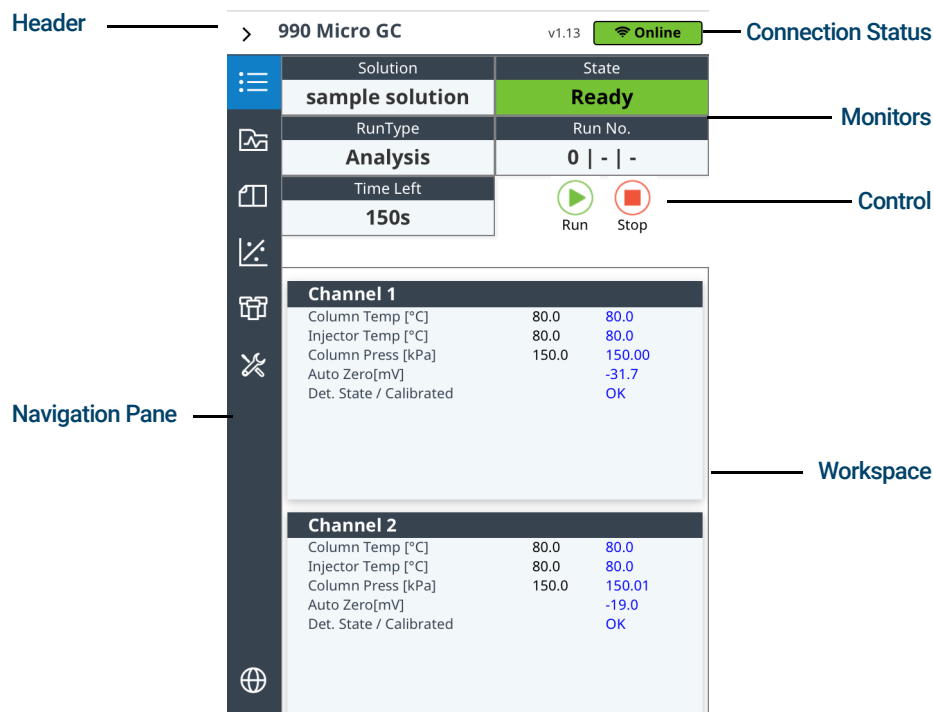 Header
990 Micro GC v1.13 Online
Connection Status
Solution State
sample solution Ready
Monitors
RunType Run No.
Analysis 0 | - | -
Time Left
150s
Run Stop
Control
Channel 1
Column Temp [°C] 80.0 80.0
Injector Temp [°C] 80.0 80.0
Column Press [kPa] 150.0 150.00
Auto Zero[mV] -31.7
Det. State / Calibrated OK
Navigation Pane
Workspace
Channel 2
Column Temp [°C] 80.0 80.0
Injector Temp [°C] 80.0 80.0
Column Press [kPa] 150.0 150.01
Auto Zero[mV] -19.0
Det. State / Calibrated OK